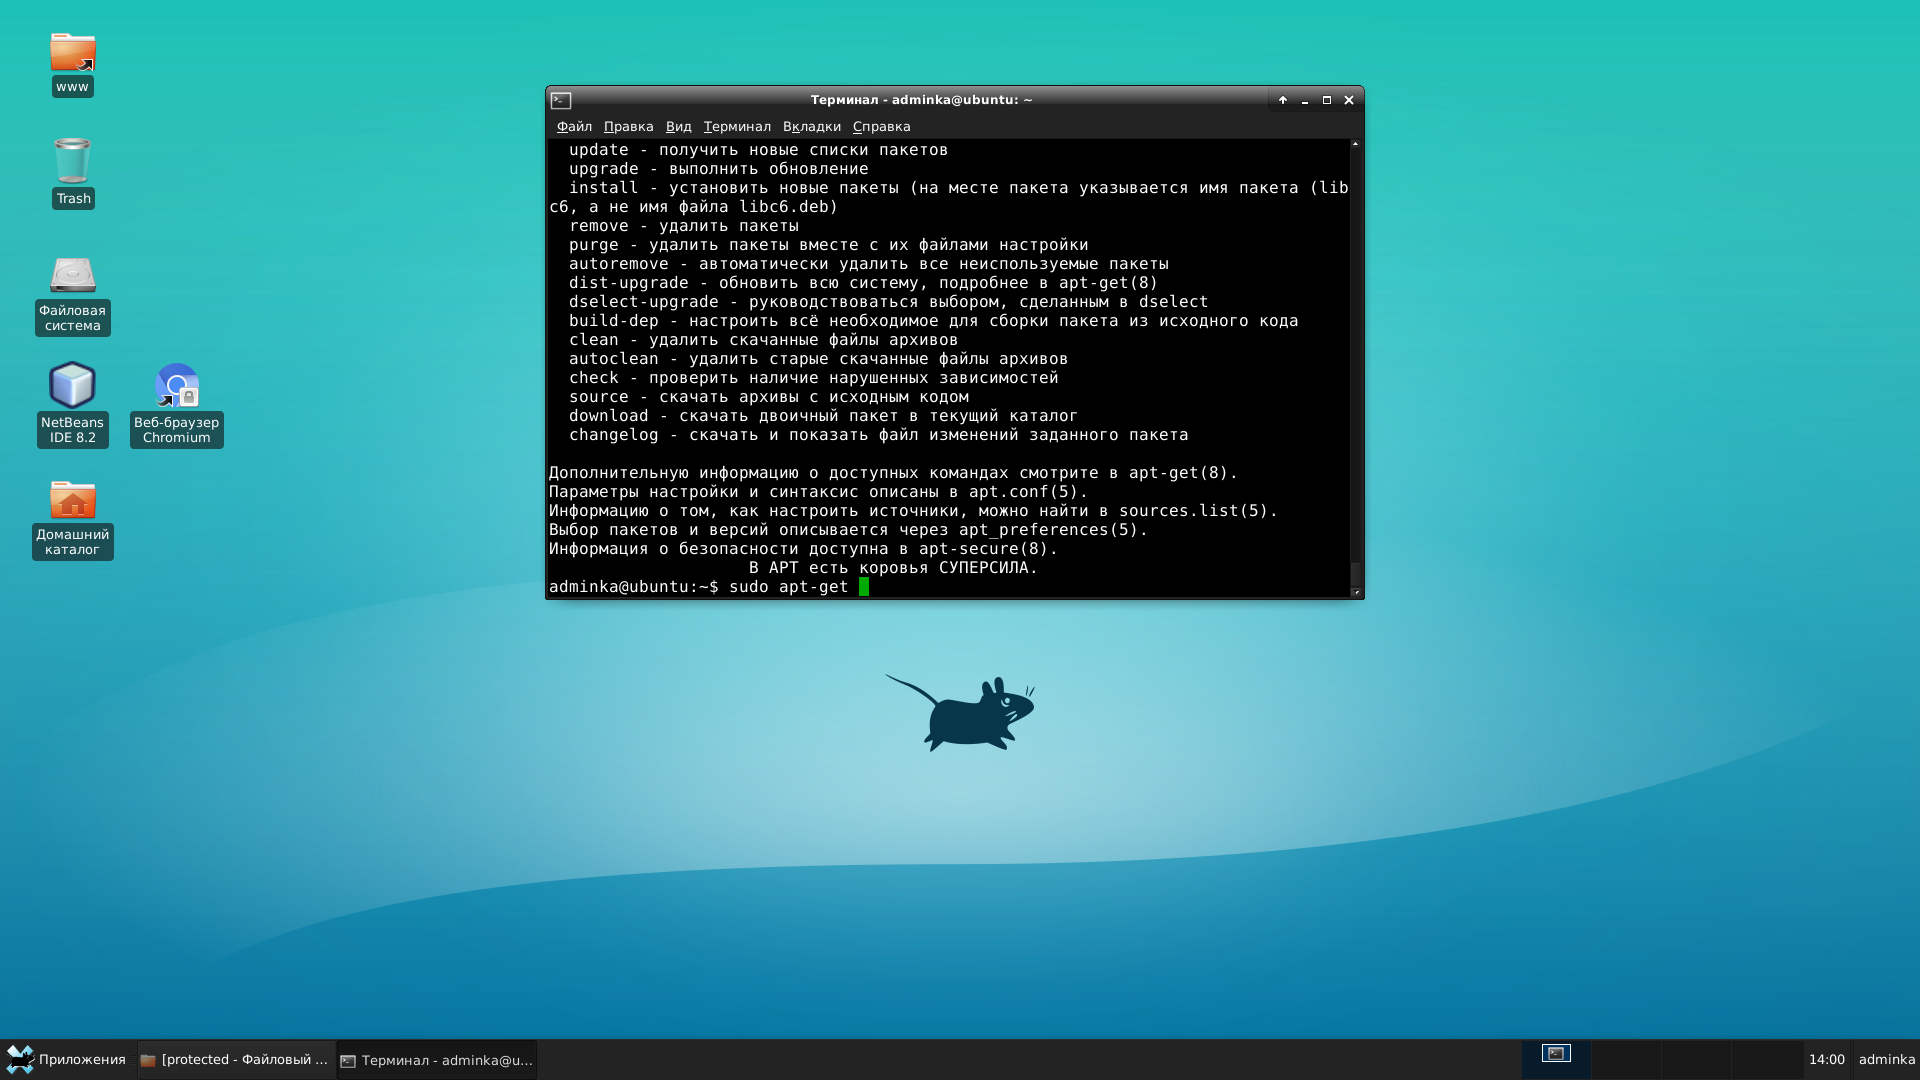 www
Trash
Файловая
система
NetBeans
IDE 8.2
Веб-браузер
Chromium
Домашний
каталог
Терминал - adminka@ubuntu: ~
Файл Правка Вид Терминал Вкладки Справка
update - получить новые списки пакетов
upgrade - выполнить обновление
install - установить новые пакеты (на месте пакета указывается имя пакета (lib
c6, а не имя файла libc6.deb)
remove - удалить пакеты
purge - удалить пакеты вместе с их файлами настройки
autoremove - автоматически удалить все неиспользуемые пакеты
dist-upgrade - обновить всю систему, подробнее в apt-get(8)
dselect-upgrade - руководствоваться выбором, сделанным в dselect
build-dep - настроить всё необходимое для сборки пакета из исходного кода
clean - удалить скачанные файлы архивов
autoclean - удалить старые скачанные файлы архивов
check - проверить наличие нарушенных зависимостей
source - скачать архивы с исходным кодом
download - скачать двоичный пакет в текущий каталог
changelog - скачать и показать файл изменений заданного пакета
Дополнительную информацию о доступных командах смотрите в apt-get(8).
Параметры настройки и синтаксис описаны в apt.conf(5).
Информацию о том, как настроить источники, можно найти в sources.list(5).
Выбор пакетов и версий описывается через apt_preferences(5).
Информация о безопасности доступна в apt-secure(8).
В APT есть коровья СУПЕРСИЛА.
adminka@ubuntu:~$ sudo apt-get
Приложения
[protected - Файловый ...
Терминал - adminka@u...
14:00
adminka